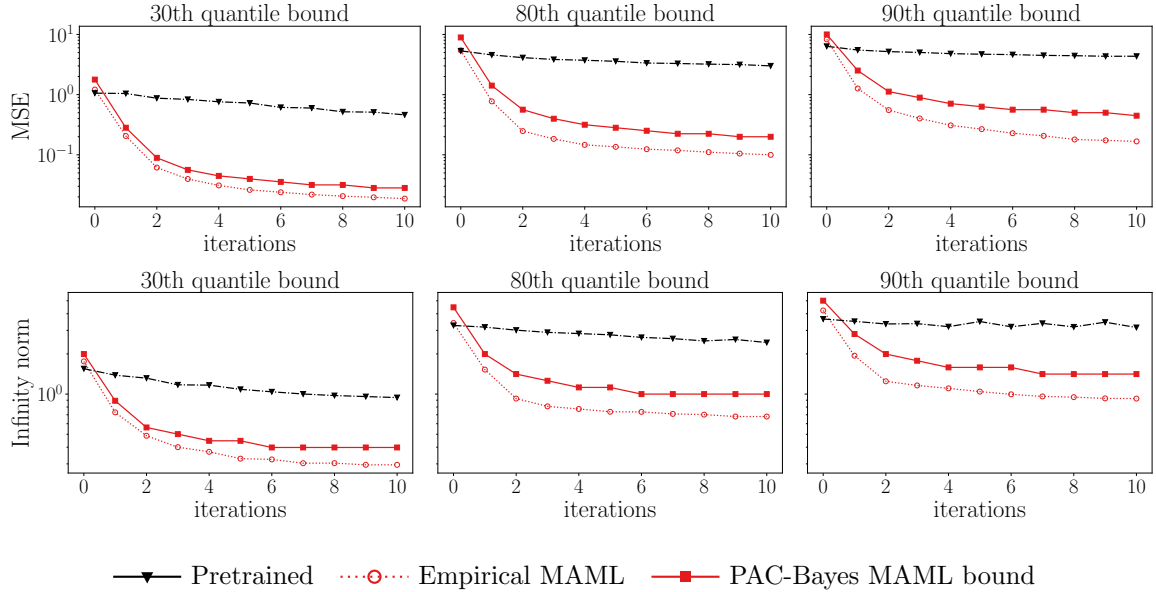 30th quantile bound 80th quantile bound 90th quantile bound
MSE
10^1
10^0
10^−1
0 2 4 6 8 10 0 2 4 6 8 10 0 2 4 6 8 10
iterations iterations iterations
30th quantile bound 80th quantile bound 90th quantile bound
Infinity norm
10^0
0 2 4 6 8 10 0 2 4 6 8 10 0 2 4 6 8 10
iterations iterations iterations
Pretrained Empirical MAML PAC-Bayes MAML bound